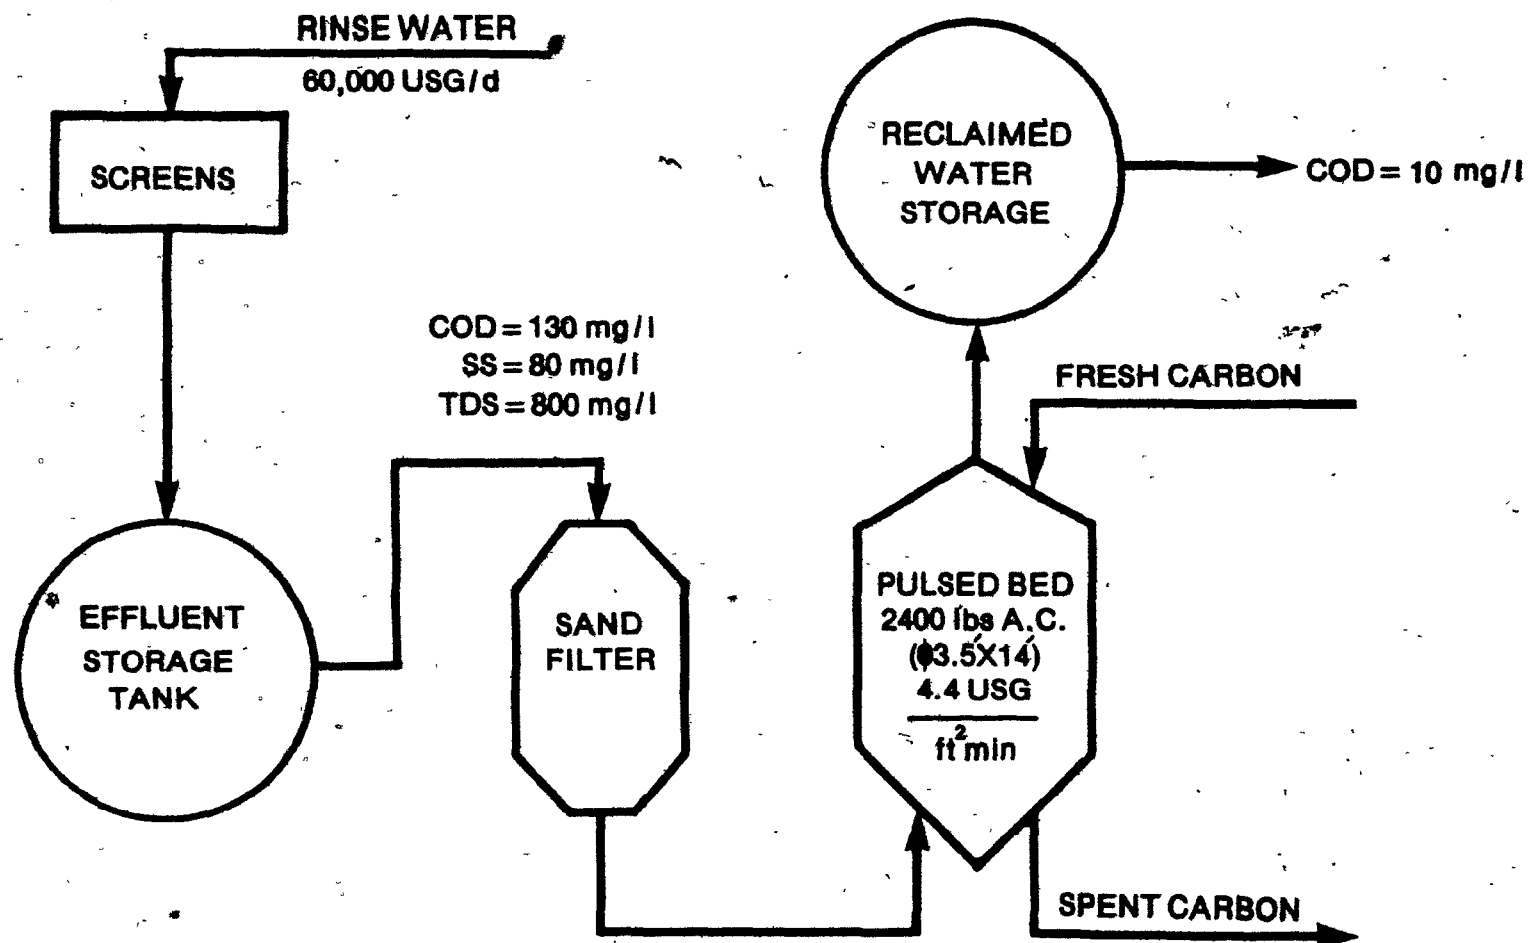 RINSE WATER
60,000 USG/d
SCREENS
COD = 130 mg/l
SS = 80 mg/l
TDS = 800 mg/l
EFFLUENT
STORAGE
TANK
SAND
FILTER
RECLAIMED
WATER
STORAGE
COD = 10 mg/l
FRESH CARBON
PULSED BED
2400 lbs A.C.
(ϕ3.5'X14')
4.4 USG
ft²min
SPENT CARBON